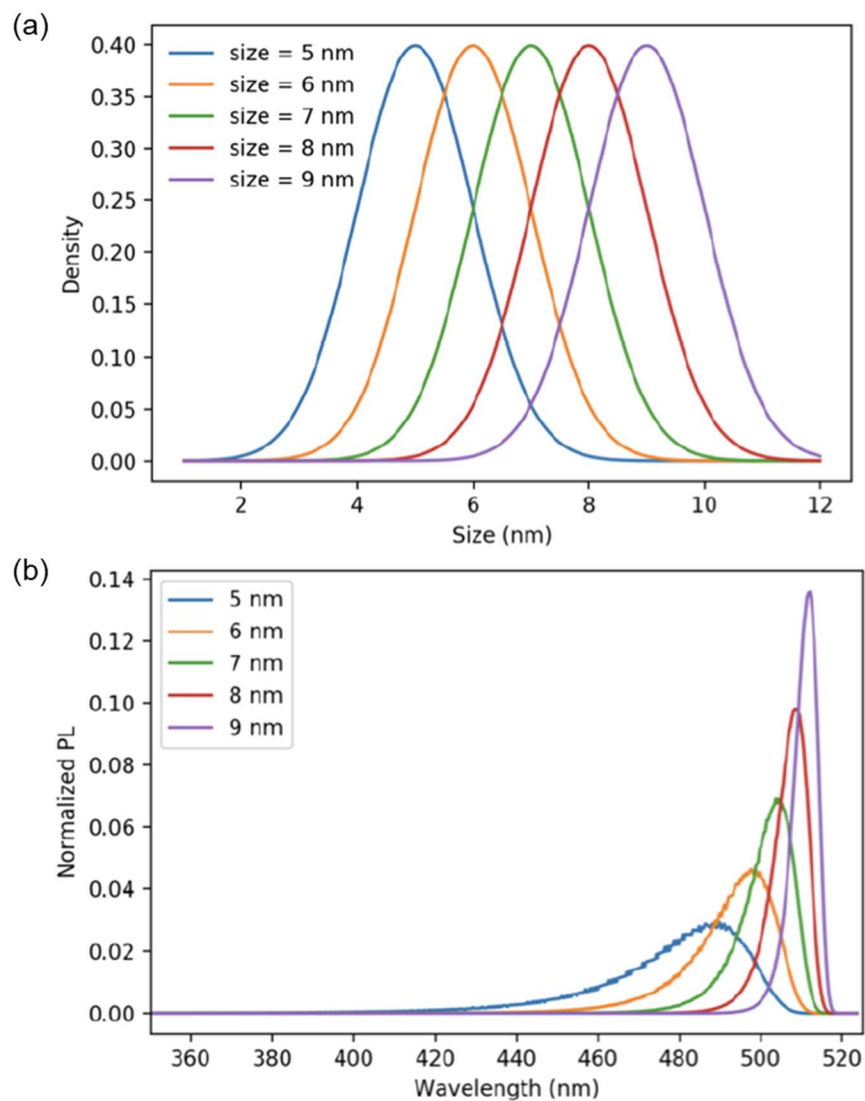 (a)
0.40
0.35
0.30
0.25
0.20
0.15
0.10
0.05
0.00
Density
size = 5 nm
size = 6 nm
size = 7 nm
size = 8 nm
size = 9 nm
2 4 6 8 10 12
Size (nm)
(b)
0.14
0.12
0.10
0.08
0.06
0.04
0.02
0.00
Normalized PL
5 nm
6 nm
7 nm
8 nm
9 nm
360 380 400 420 440 460 480 500 520
Wavelength (nm)